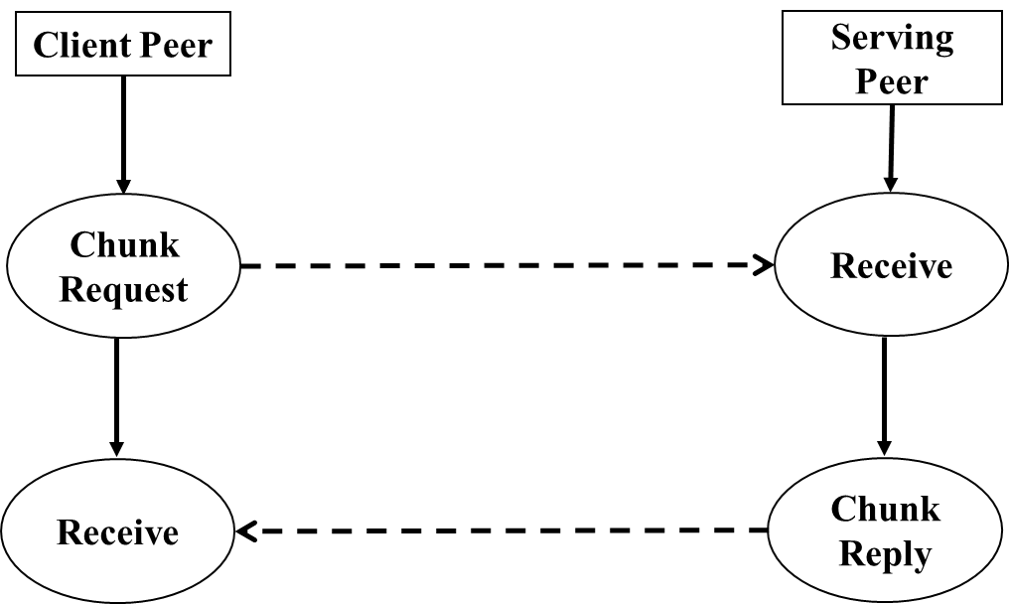 Client Peer
Serving
Peer
Chunk
Request
Receive
Receive
Chunk
Reply